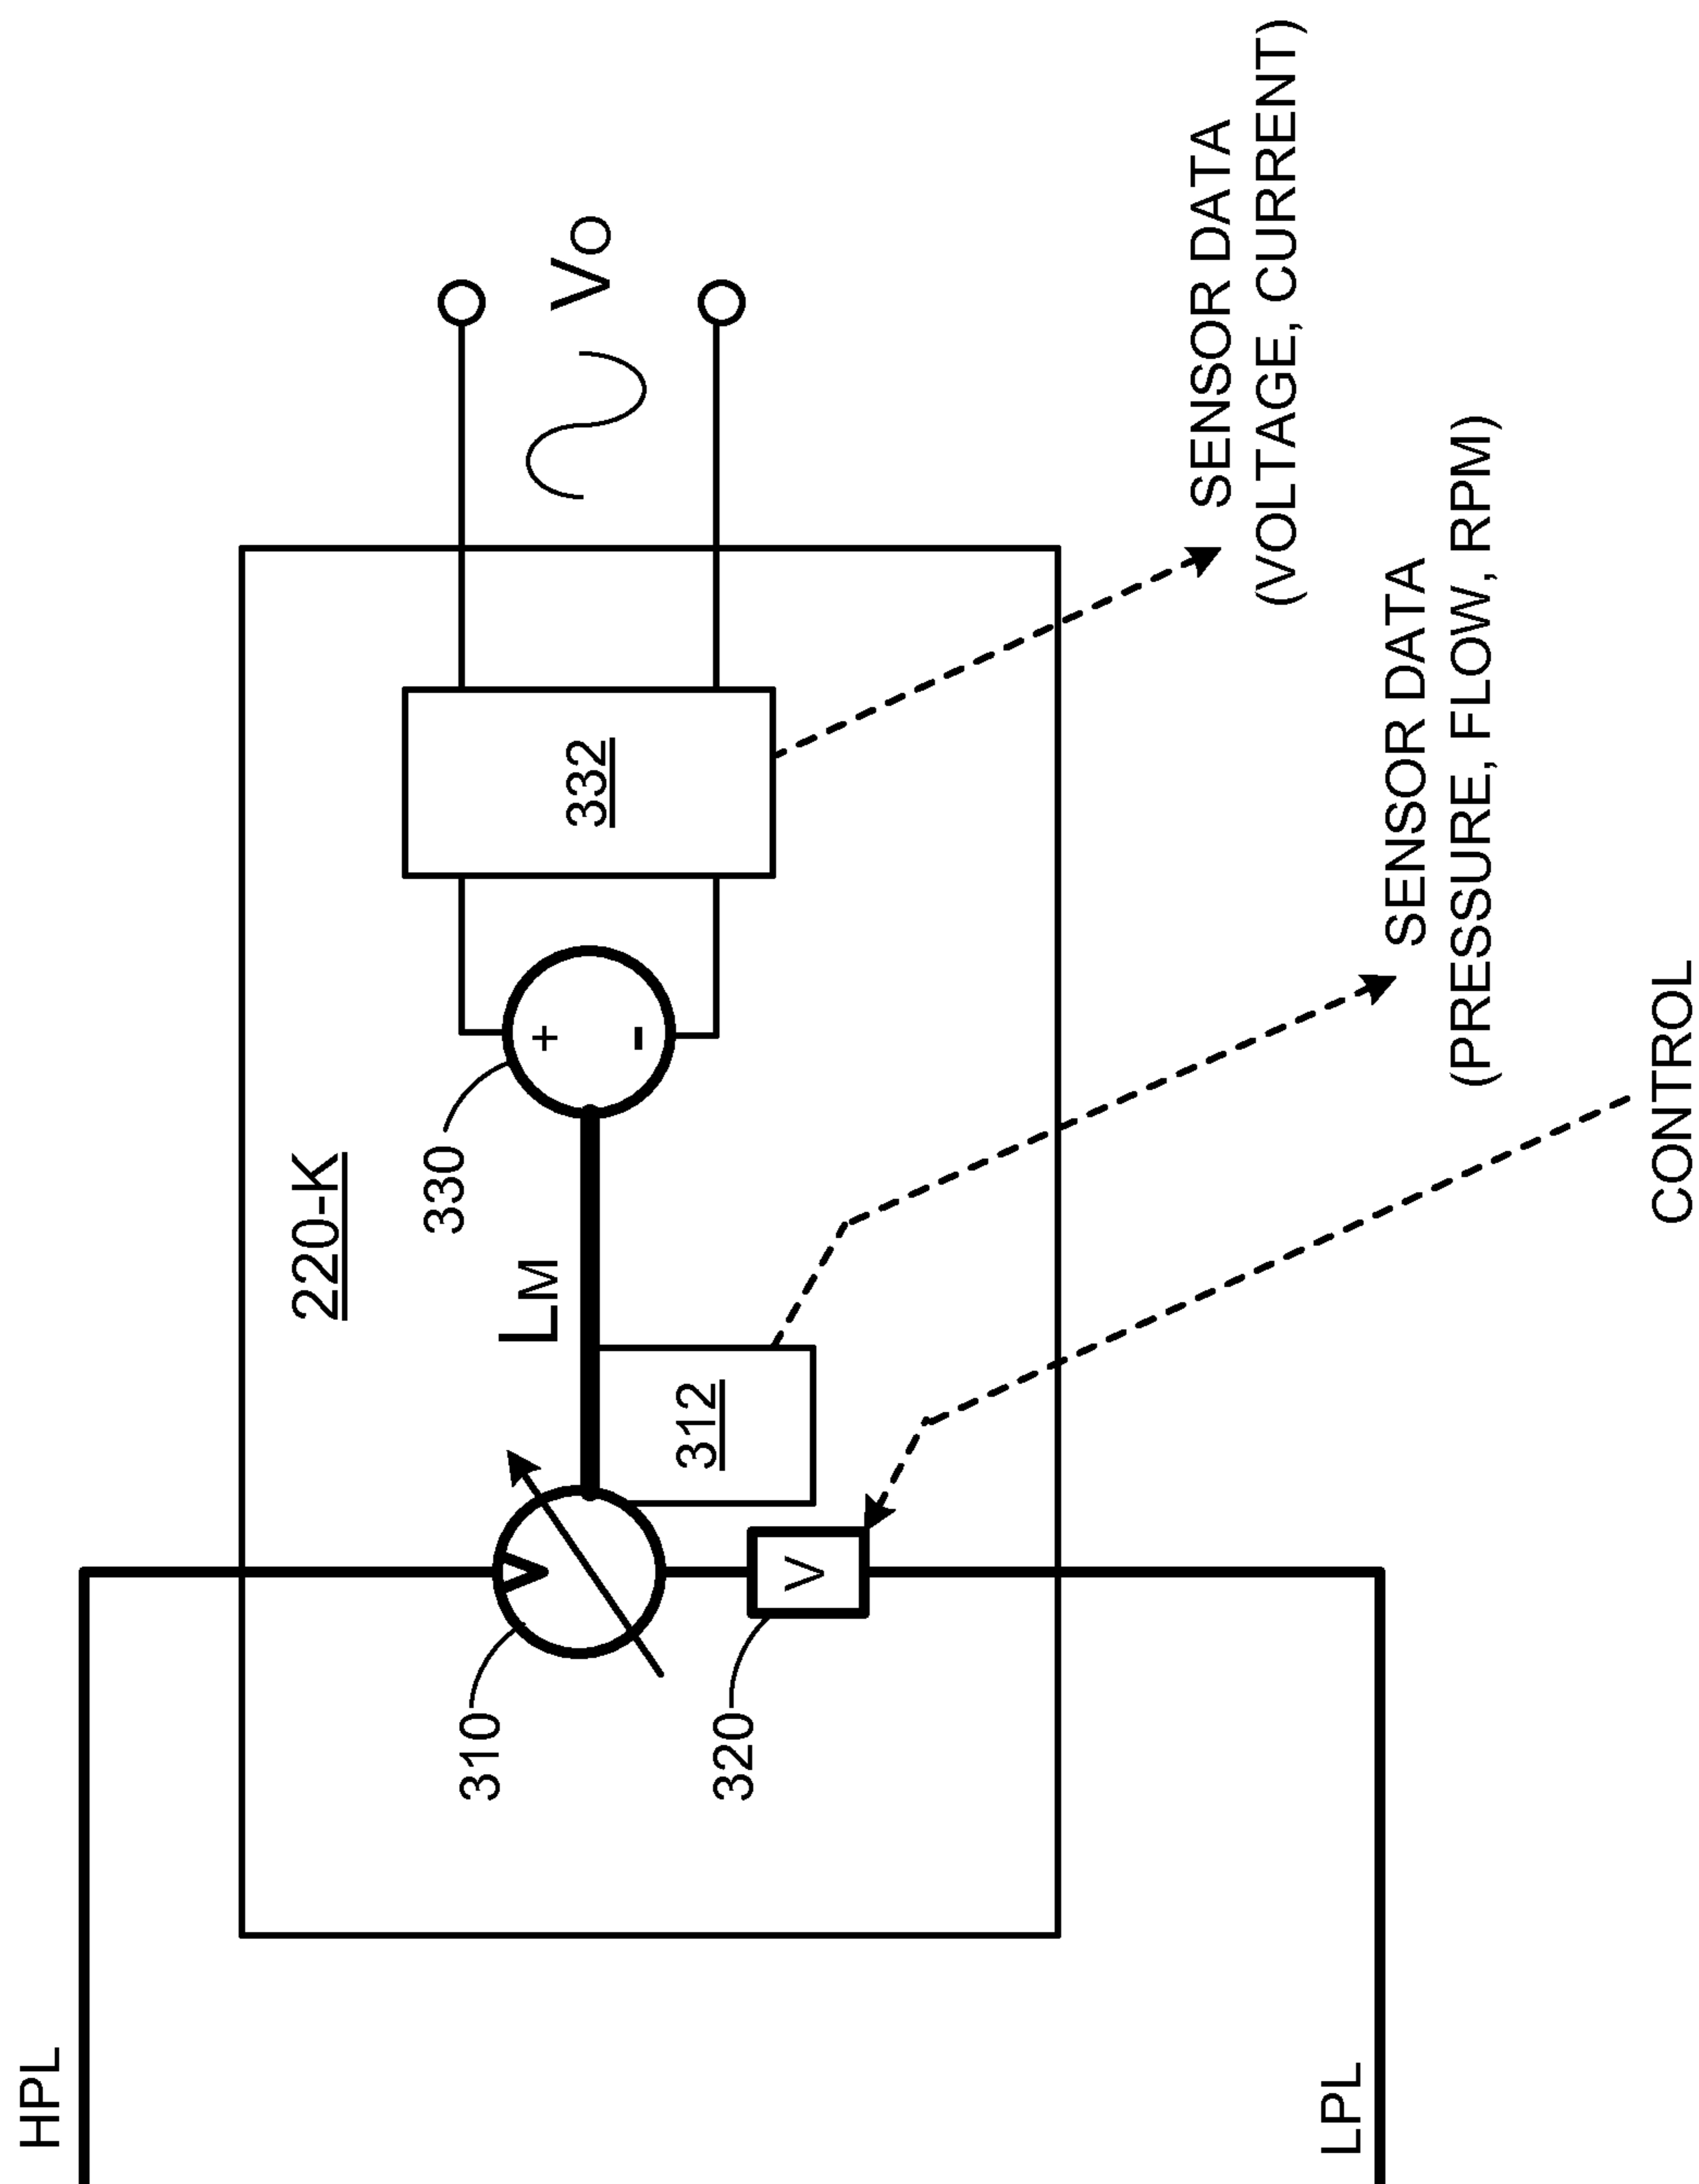 HPL
220-K
310
330
LM
332
VO
312
320
V
LPL
SENSOR DATA
(VOLTAGE, CURRENT)
SENSOR DATA
(PRESSURE, FLOW, RPM)
CONTROL
+
-